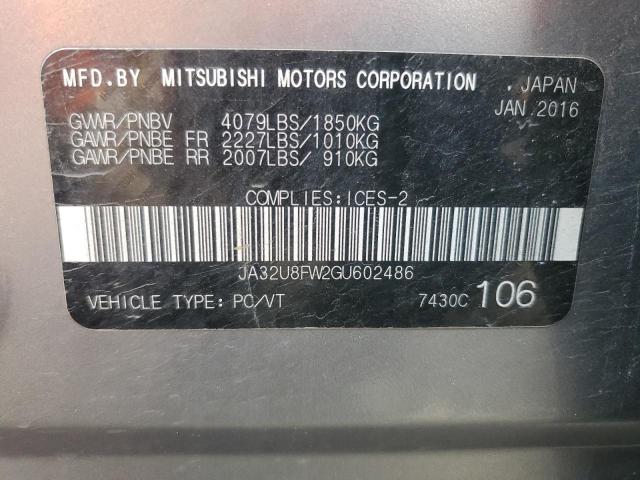 MFD.BY MITSUBISHI MOTORS CORPORATION , JAPAN
JAN.2016
GVWR/PNBV 4079LBS/1850KG
GAWR/PNBE FR 2227LBS/1010KG
GAWR/PNBE RR 2007LBS/ 910KG
COMPLIES:ICES-2
JA32U8FW2GU602486
VEHICLE TYPE: PC/VT 7430C 106